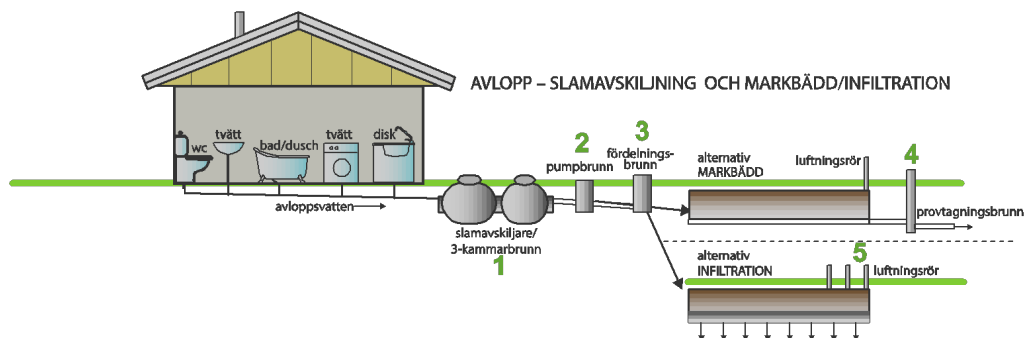 AVLOPP – SLAMAVSKILJNING OCH MARKBÄDD/INFILTRATION
wc
tvätt
bad/dusch
tvätt
disk
avloppsvatten
slamavskiljare/
3-kammarbrunn
1
2
pumpbrunn
3
fördelnings-
brunn
alternativ
MARKBÄDD
luftningsrör
4
provtagningsbrunn
alternativ
INFILTRATION
5
luftningsrör